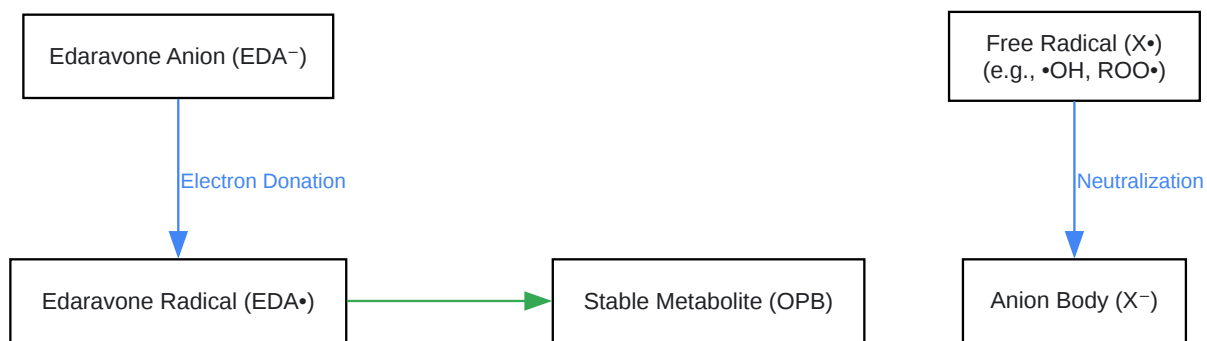 Edaravone Anion (EDA⁻)
Free Radical (X•)
(e.g., •OH, ROO•)
Electron Donation
Neutralization
Edaravone Radical (EDA•)
Stable Metabolite (OPB)
Anion Body (X⁻)